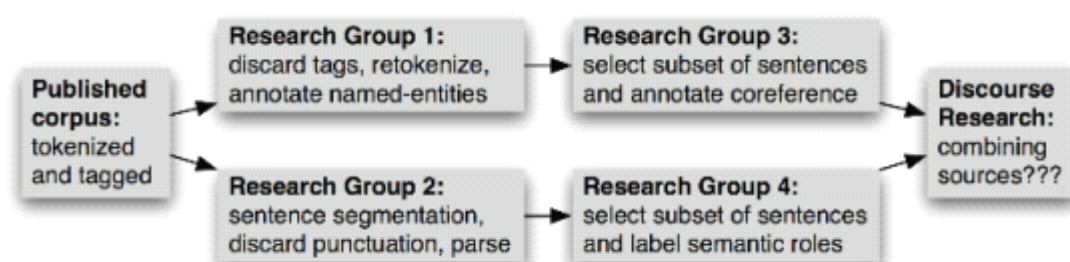 Published
corpus:
tokenized
and tagged
Research Group 1:
discard tags, retokenize,
annotate named-entities
Research Group 2:
sentence segmentation,
discard punctuation, parse
Research Group 3:
select subset of sentences
and annotate coreference
Research Group 4:
select subset of sentences
and label semantic roles
Discourse
Research:
combining
sources???